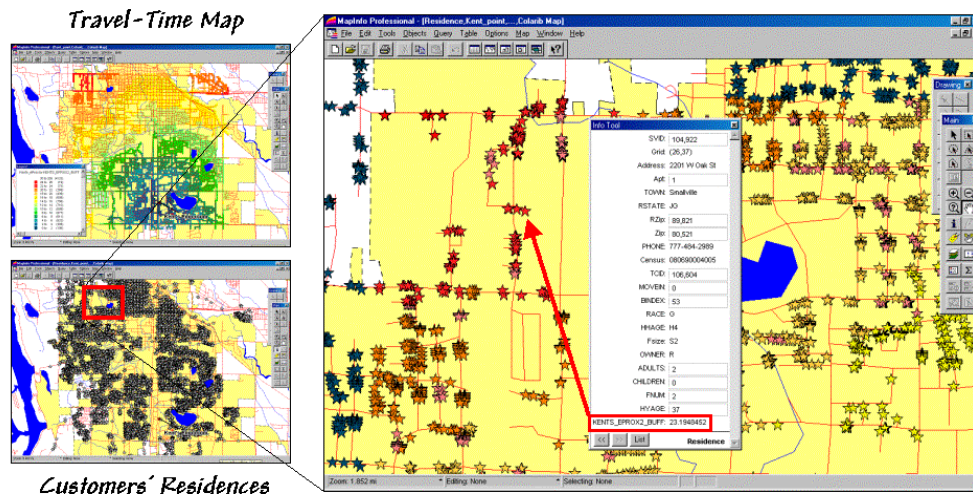 Travel-Time Map
MapInfo Professional - [Residence,Kent_point,...,Colarib Map]
File Edit Tools Objects Query Table Options Map Window Help
Drawing
Main
Info Tool
SVID: 104,922
Grid: (26,37)
Address: 2201 W Oak St
Apt: 1
TOWN: Smallville
RSTATE: JO
RZip: 89,821
Zip: 80,521
PHONE: 777-484-2989
Census: 080690004005
TCID: 106,604
MOVEIN: 0
BINDEX: 53
RACE: O
HHAGE: H4
Fsize: S2
OWNER: R
ADULTS: 2
CHILDREN: 0
FNUM: 2
HYAGE: 37
KENTS_EPROX2_BUFF: 23.1948452
<< >> List Residence
Zoom: 1.852 mi Editing: None Selecting: None
Customers' Residences